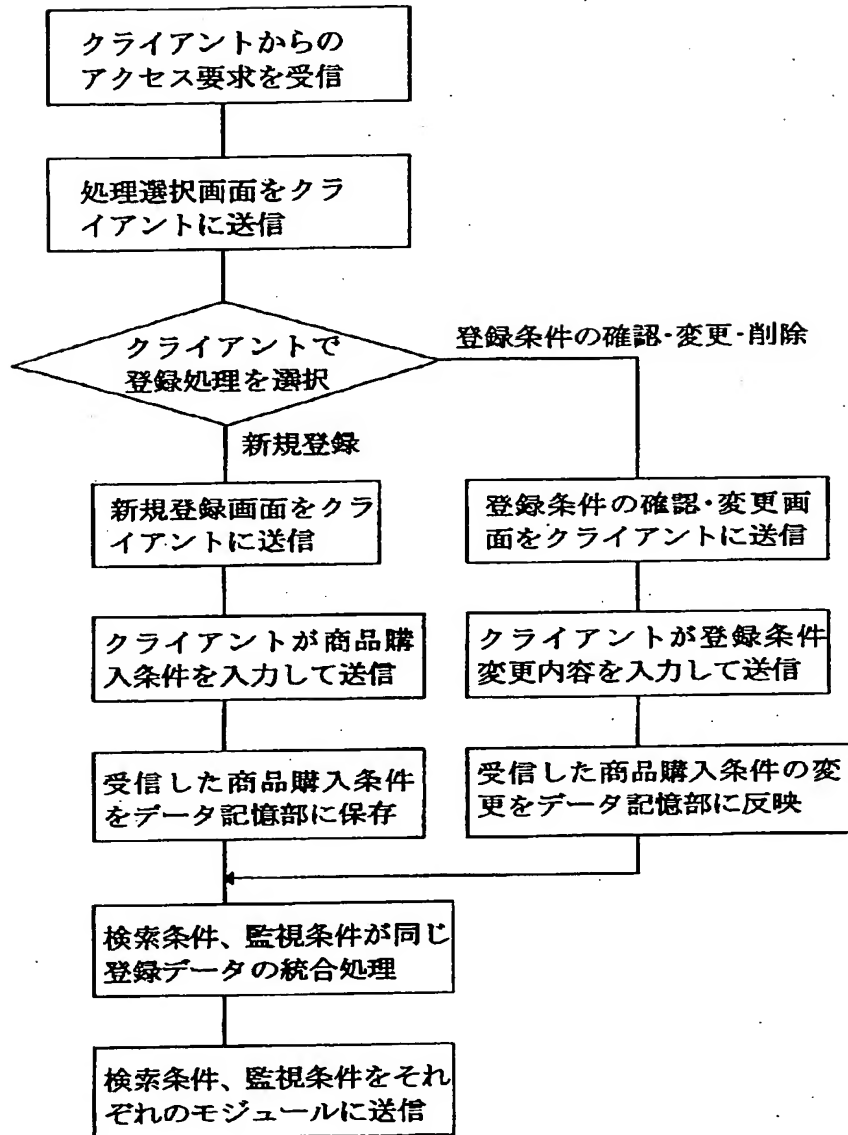 クライアントからの
アクセス要求を受信
処理選択画面をクラ
イアントに送信
クライアントで
登録処理を選択
登録条件の確認・変更・削除
新規登録
新規登録画面をクラ
イアントに送信
登録条件の確認・変更画
面をクライアントに送信
クライアントが商品購
入条件を入力して送信
クライアントが登録条件
変更内容を入力して送信
受信した商品購入条件
をデータ記憶部に保存
受信した商品購入条件の変
更をデータ記憶部に反映
検索条件、監視条件が同じ
登録データの統合処理
検索条件、監視条件をそれ
ぞれのモジュールに送信